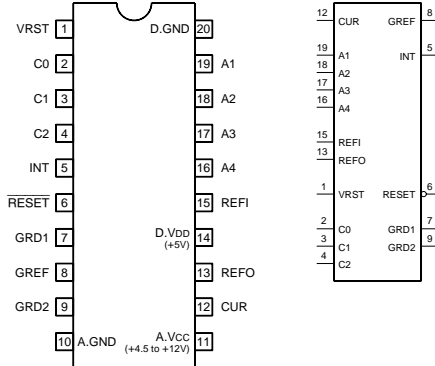 VRST 1 D.GND 20
C0 2 19 A1
C1 3 18 A2
C2 4 17 A3
INT 5 16 A4
RESET 6 15 REFI
GRD1 7 D.VDD (+5V) 14
GREF 8 13 REFO
GRD2 9 12 CUR
10 A.GND A.VCC (+4.5 to +12V) 11
12 CUR GREF 8
19 A1 INT 5
18 A2
17 A3
16 A4
15 REFI
13 REFO
1 VRST RESET 6
2 C0 GRD1 7
3 C1 GRD2 9
4 C2